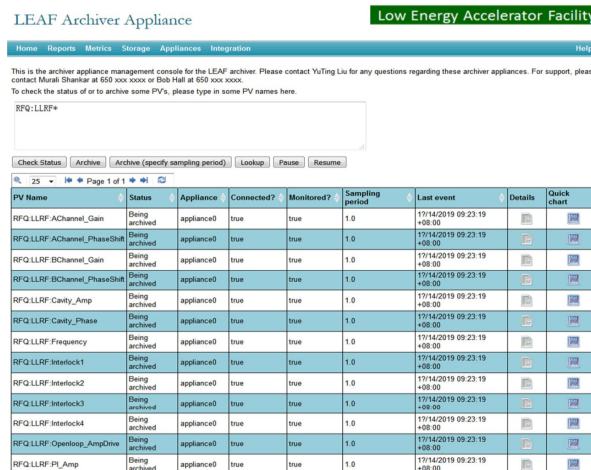 LEAF Archiver Appliance
Low Energy Accelerator Facility
Home Reports Metrics Storage Appliances Integration Help
This is the archiver appliance management console for the LEAF archiver. Please contact YuTing Liu for any questions regarding these archiver appliances. For support, pleas
contact Murali Shankar at 650 xxx xxxx or Bob Hall at 650 xxx xxxx.
To check the status of or to archive some PV's, please type in some PV names here.
RFQ:LLRF*
Check Status Archive Archive (specify sampling period) Lookup Pause Resume
25 Page 1 of 1
PV Name Status Appliance Connected? Monitored? Sampling period Last event Details Quick chart
RFQ:LLRF:AChannel_Gain Being archived appliance0 true true 1.0 1?/14/2019 09:23:19 +08:00
RFQ:LLRF:AChannel_PhaseShift Being archived appliance0 true true 1.0 1?/14/2019 09:23:19 +08:00
RFQ:LLRF:BChannel_Gain Being archived appliance0 true true 1.0 1?/14/2019 09:23:19 +08:00
RFQ:LLRF:BChannel_PhaseShift Being archived appliance0 true true 1.0 1?/14/2019 09:23:19 +08:00
RFQ:LLRF:Cavity_Amp Being archived appliance0 true true 1.0 1?/14/2019 09:23:19 +08:00
RFQ:LLRF:Cavity_Phase Being archived appliance0 true true 1.0 1?/14/2019 09:23:19 +08:00
RFQ:LLRF:Frequency Being archived appliance0 true true 1.0 1?/14/2019 09:23:19 +08:00
RFQ:LLRF:Interlock1 Being archived appliance0 true true 1.0 1?/14/2019 09:23:19 +08:00
RFQ:LLRF:Interlock2 Being archived appliance0 true true 1.0 1?/14/2019 09:23:19 +08:00
RFQ:LLRF:Interlock3 Being archived appliance0 true true 1.0 1?/14/2019 09:23:19 +08:00
RFQ:LLRF:Interlock4 Being archived appliance0 true true 1.0 1?/14/2019 09:23:19 +08:00
RFQ:LLRF:Openloop_AmpDrive Being archived appliance0 true true 1.0 1?/14/2019 09:23:19 +08:00
RFQ:LLRF:PI_Amp Being archived appliance0 true true 1.0 1?/14/2019 09:23:19 +08:00